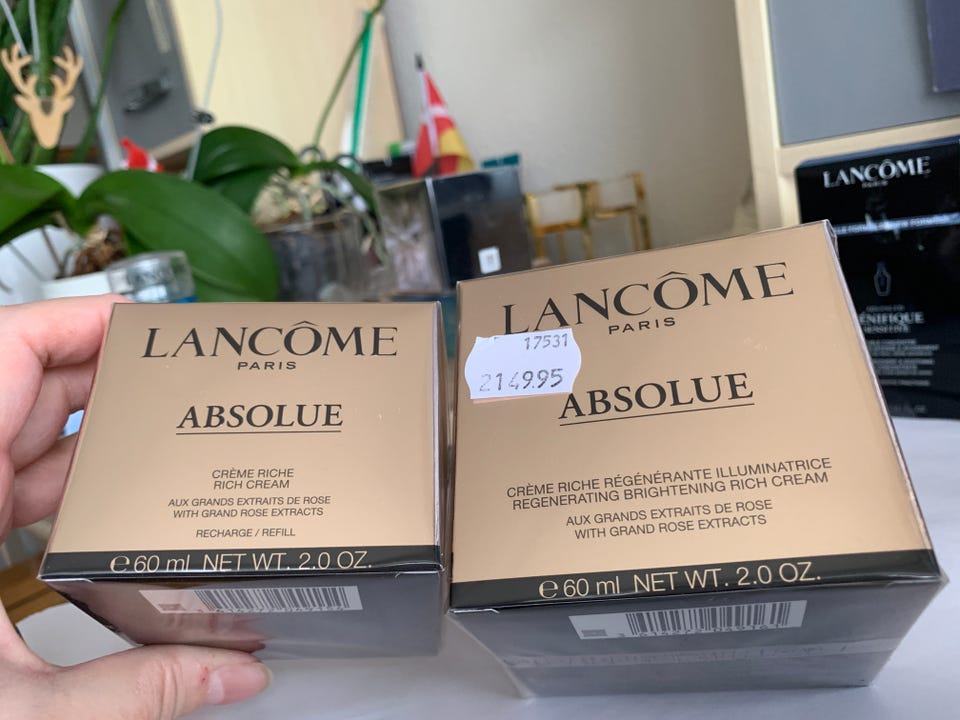 LANCÔME
PARIS
ABSOLUE
CRÈME RICHE
RICH CREAM
AUX GRANDS EXTRAITS DE ROSE
WITH GRAND ROSE EXTRACTS
RECHARGE / REFILL
℮ 60 ml NET WT. 2.0 OZ.
LANCÔME
PARIS
17531
2149.95
ABSOLUE
CRÈME RICHE RÉGÉNÉRANTE ILLUMINATRICE
REGENERATING BRIGHTENING RICH CREAM
AUX GRANDS EXTRAITS DE ROSE
WITH GRAND ROSE EXTRACTS
℮ 60 ml NET WT. 2.0 OZ.
LANCÔME
PARIS